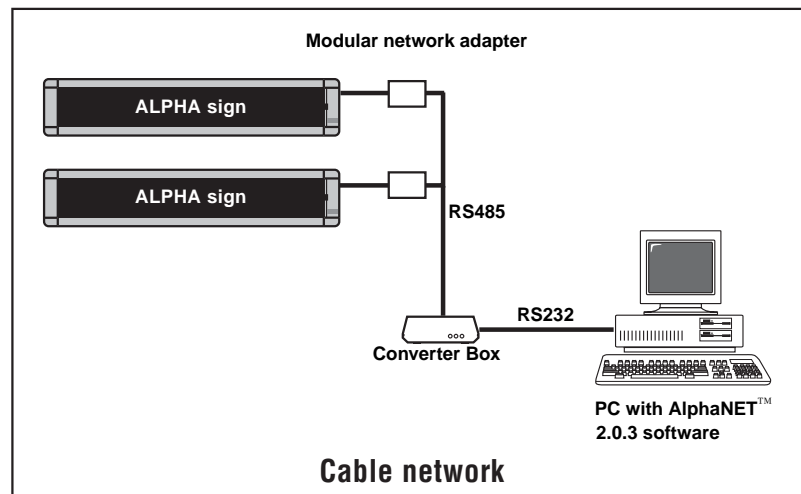 Modular network adapter
ALPHA sign
ALPHA sign
RS485
RS232
Converter Box
PC with AlphaNET™
2.0.3 software
Cable network